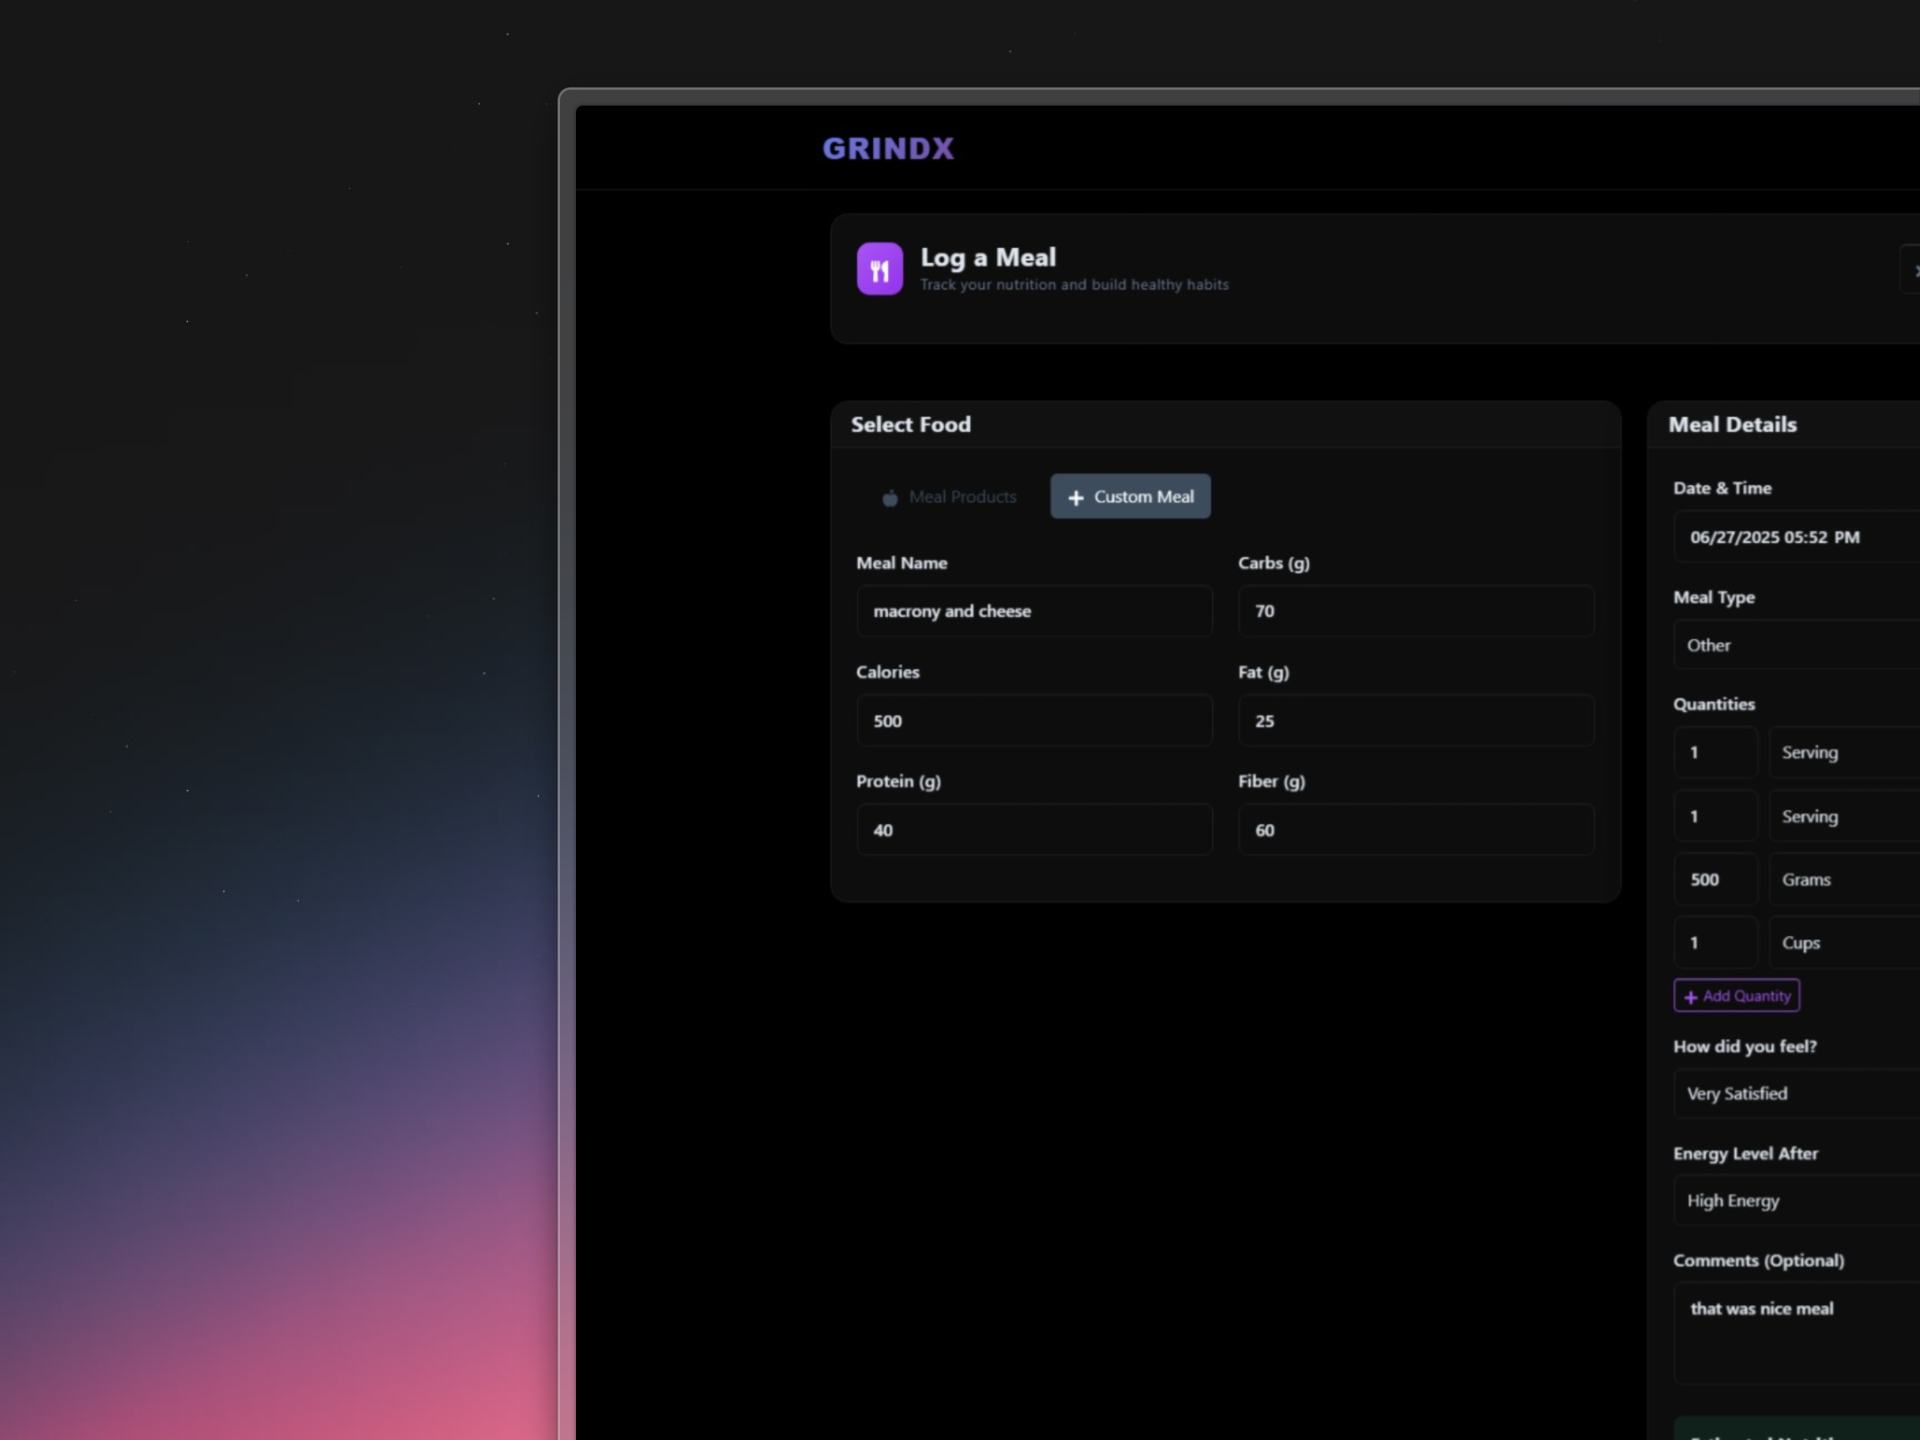 GRINDX
Log a Meal
Track your nutrition and build healthy habits
Select Food
Meal Products
Custom Meal
Meal Name
macrony and cheese
Carbs (g)
70
Calories
500
Fat (g)
25
Protein (g)
40
Fiber (g)
60
Meal Details
Date & Time
06/27/2025 05:52 PM
Meal Type
Other
Quantities
1 Serving
1 Serving
500 Grams
1 Cups
Add Quantity
How did you feel?
Very Satisfied
Energy Level After
High Energy
Comments (Optional)
that was nice meal